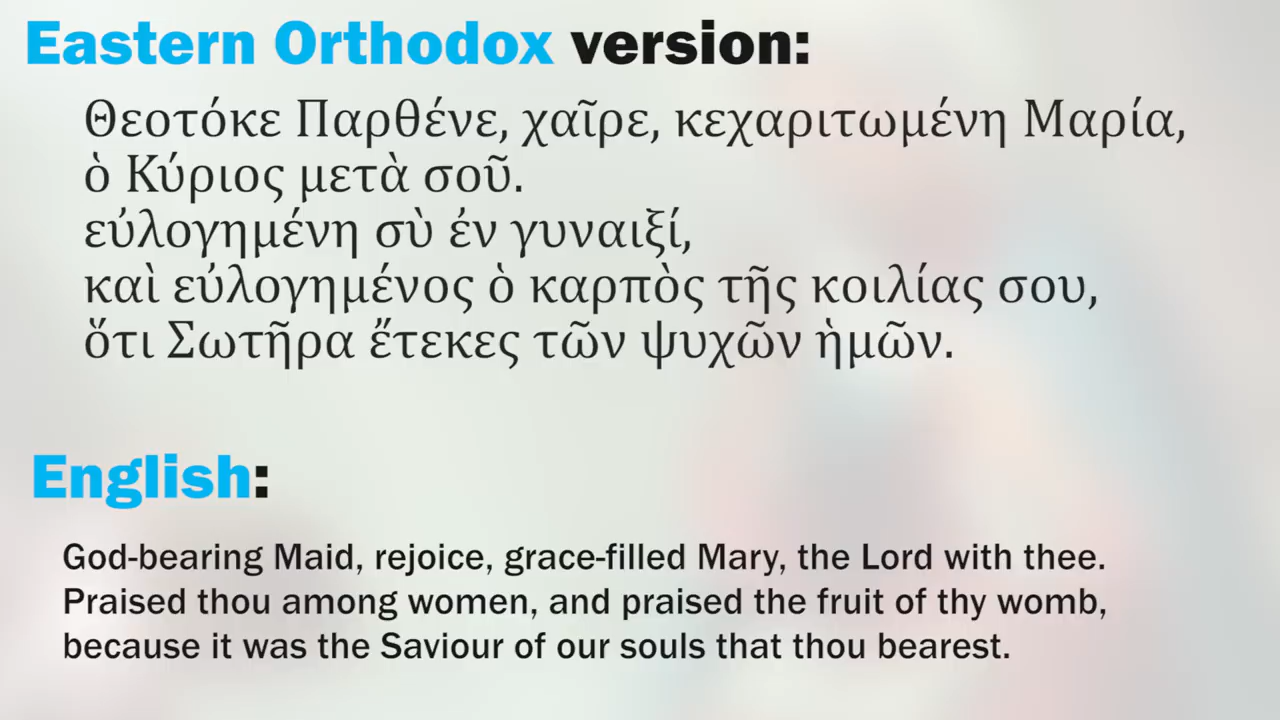 Eastern Orthodox version:
Θεοτόκε Παρθένε, χαῖρε, κεχαριτωμένη Μαρία,
ὁ Κύριος μετὰ σοῦ.
εὐλογημένη σὺ ἐν γυναιξί,
καὶ εὐλογημένος ὁ καρπὸς τῆς κοιλίας σου,
ὅτι Σωτῆρα ἔτεκες τῶν ψυχῶν ἡμῶν.
English:
God-bearing Maid, rejoice, grace-filled Mary, the Lord with thee.
Praised thou among women, and praised the fruit of thy womb,
because it was the Saviour of our souls that thou bearest.